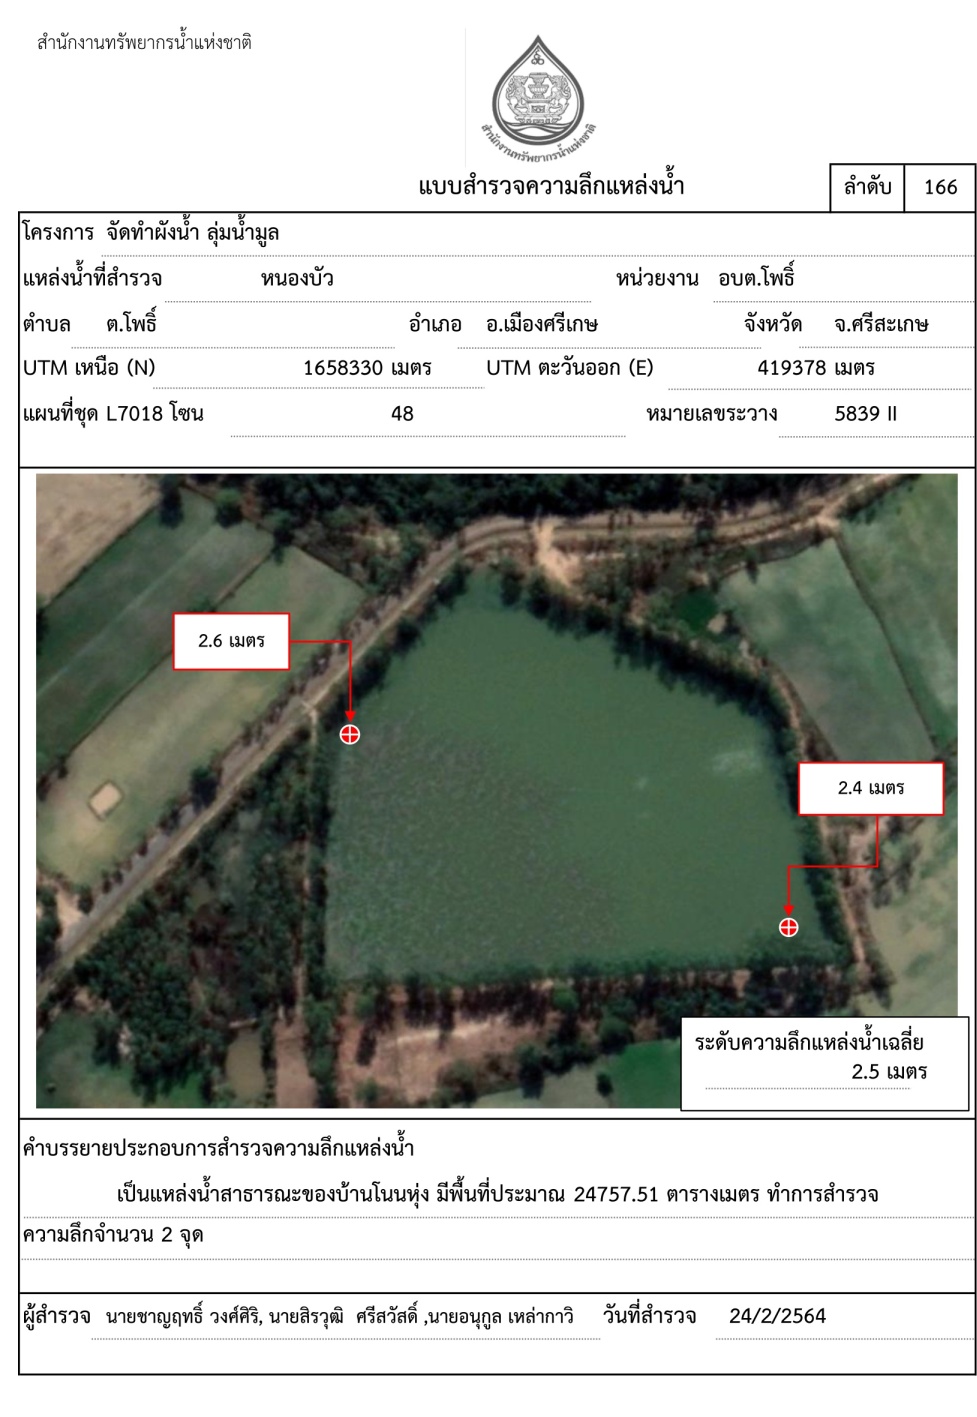 สำนักงานทรัพยากรน้ำแห่งชาติ
สำนักงานทรัพยากรน้ำแห่งชาติ
แบบสำรวจความลึกแหล่งน้ำ ลำดับ 166
โครงการ จัดทำผังน้ำ ลุ่มน้ำมูล
แหล่งน้ำที่สำรวจ หนองบัว หน่วยงาน อบต.โพธิ์
ตำบล ต.โพธิ์ อำเภอ อ.เมืองศรีเกษ จังหวัด จ.ศรีสะเกษ
UTM เหนือ (N) 1658330 เมตร UTM ตะวันออก (E) 419378 เมตร
แผนที่ชุด L7018 โซน 48 หมายเลขระวาง 5839 II
2.6 เมตร
2.4 เมตร
ระดับความลึกแหล่งน้ำเฉลี่ย
2.5 เมตร
คำบรรยายประกอบการสำรวจความลึกแหล่งน้ำ
เป็นแหล่งน้ำสาธารณะของบ้านโนนหุ่ง มีพื้นที่ประมาณ 24757.51 ตารางเมตร ทำการสำรวจ
ความลึกจำนวน 2 จุด
ผู้สำรวจ นายชาญฤทธิ์ วงศ์ศิริ, นายสิรวุฒิ ศรีสวัสดิ์ ,นายอนุกูล เหล่ากาวิ วันที่สำรวจ 24/2/2564